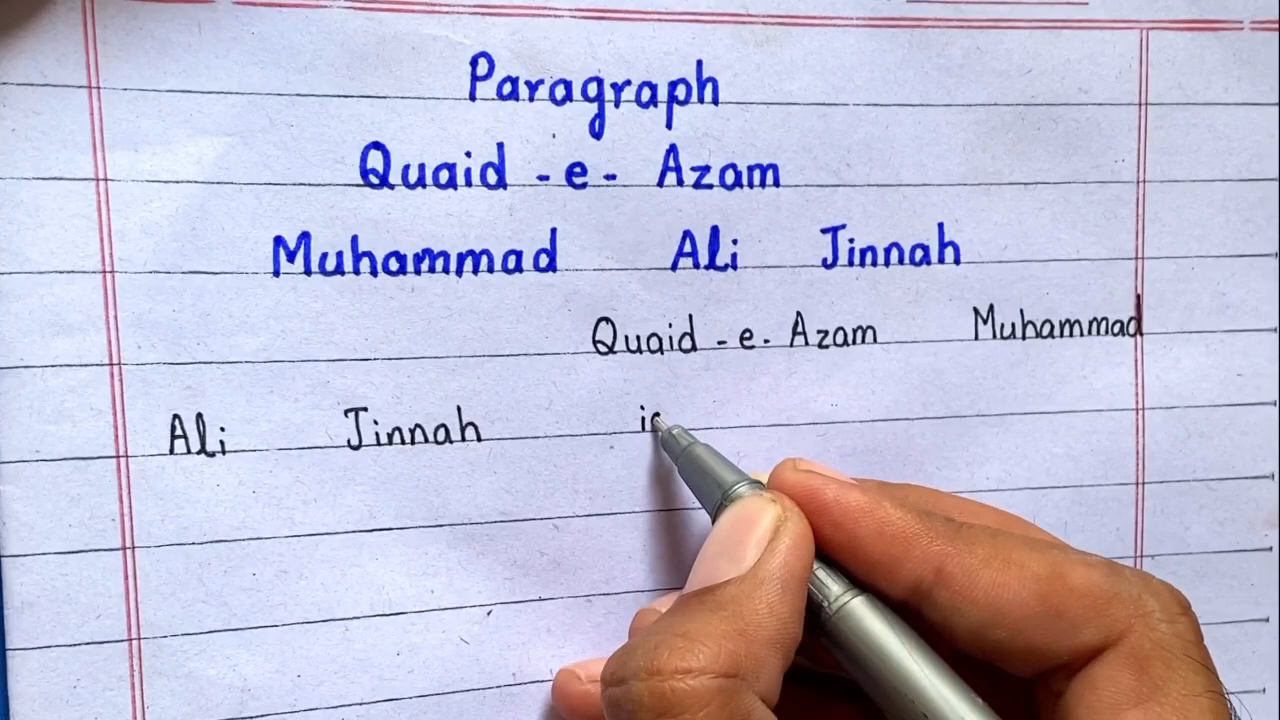 Paragraph
Quaid - e - Azam
Muhammad Ali Jinnah
Quaid - e - Azam Muhammad
Ali Jinnah